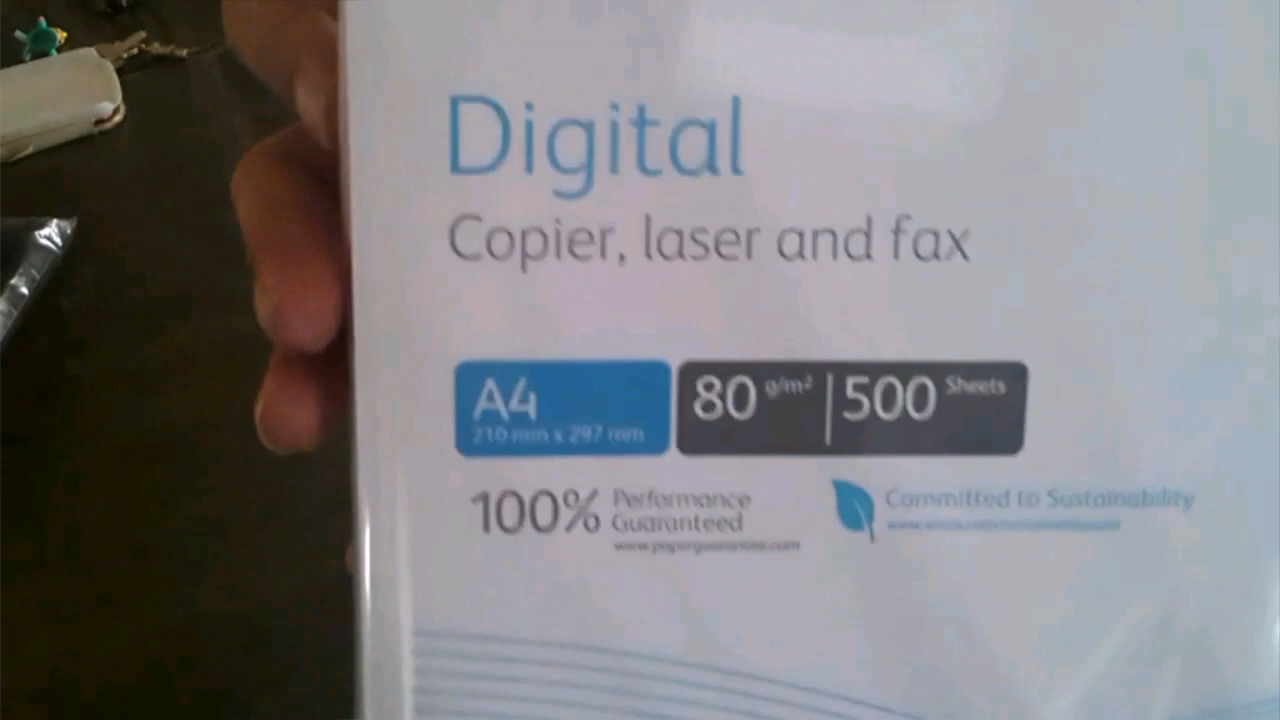 Digital
Copier, laser and fax
A4
210 mm x 297 mm
80 g/m² | 500 Sheets
100% Performance
Guaranteed
www.paperguarantee.com
Committed to Sustainability